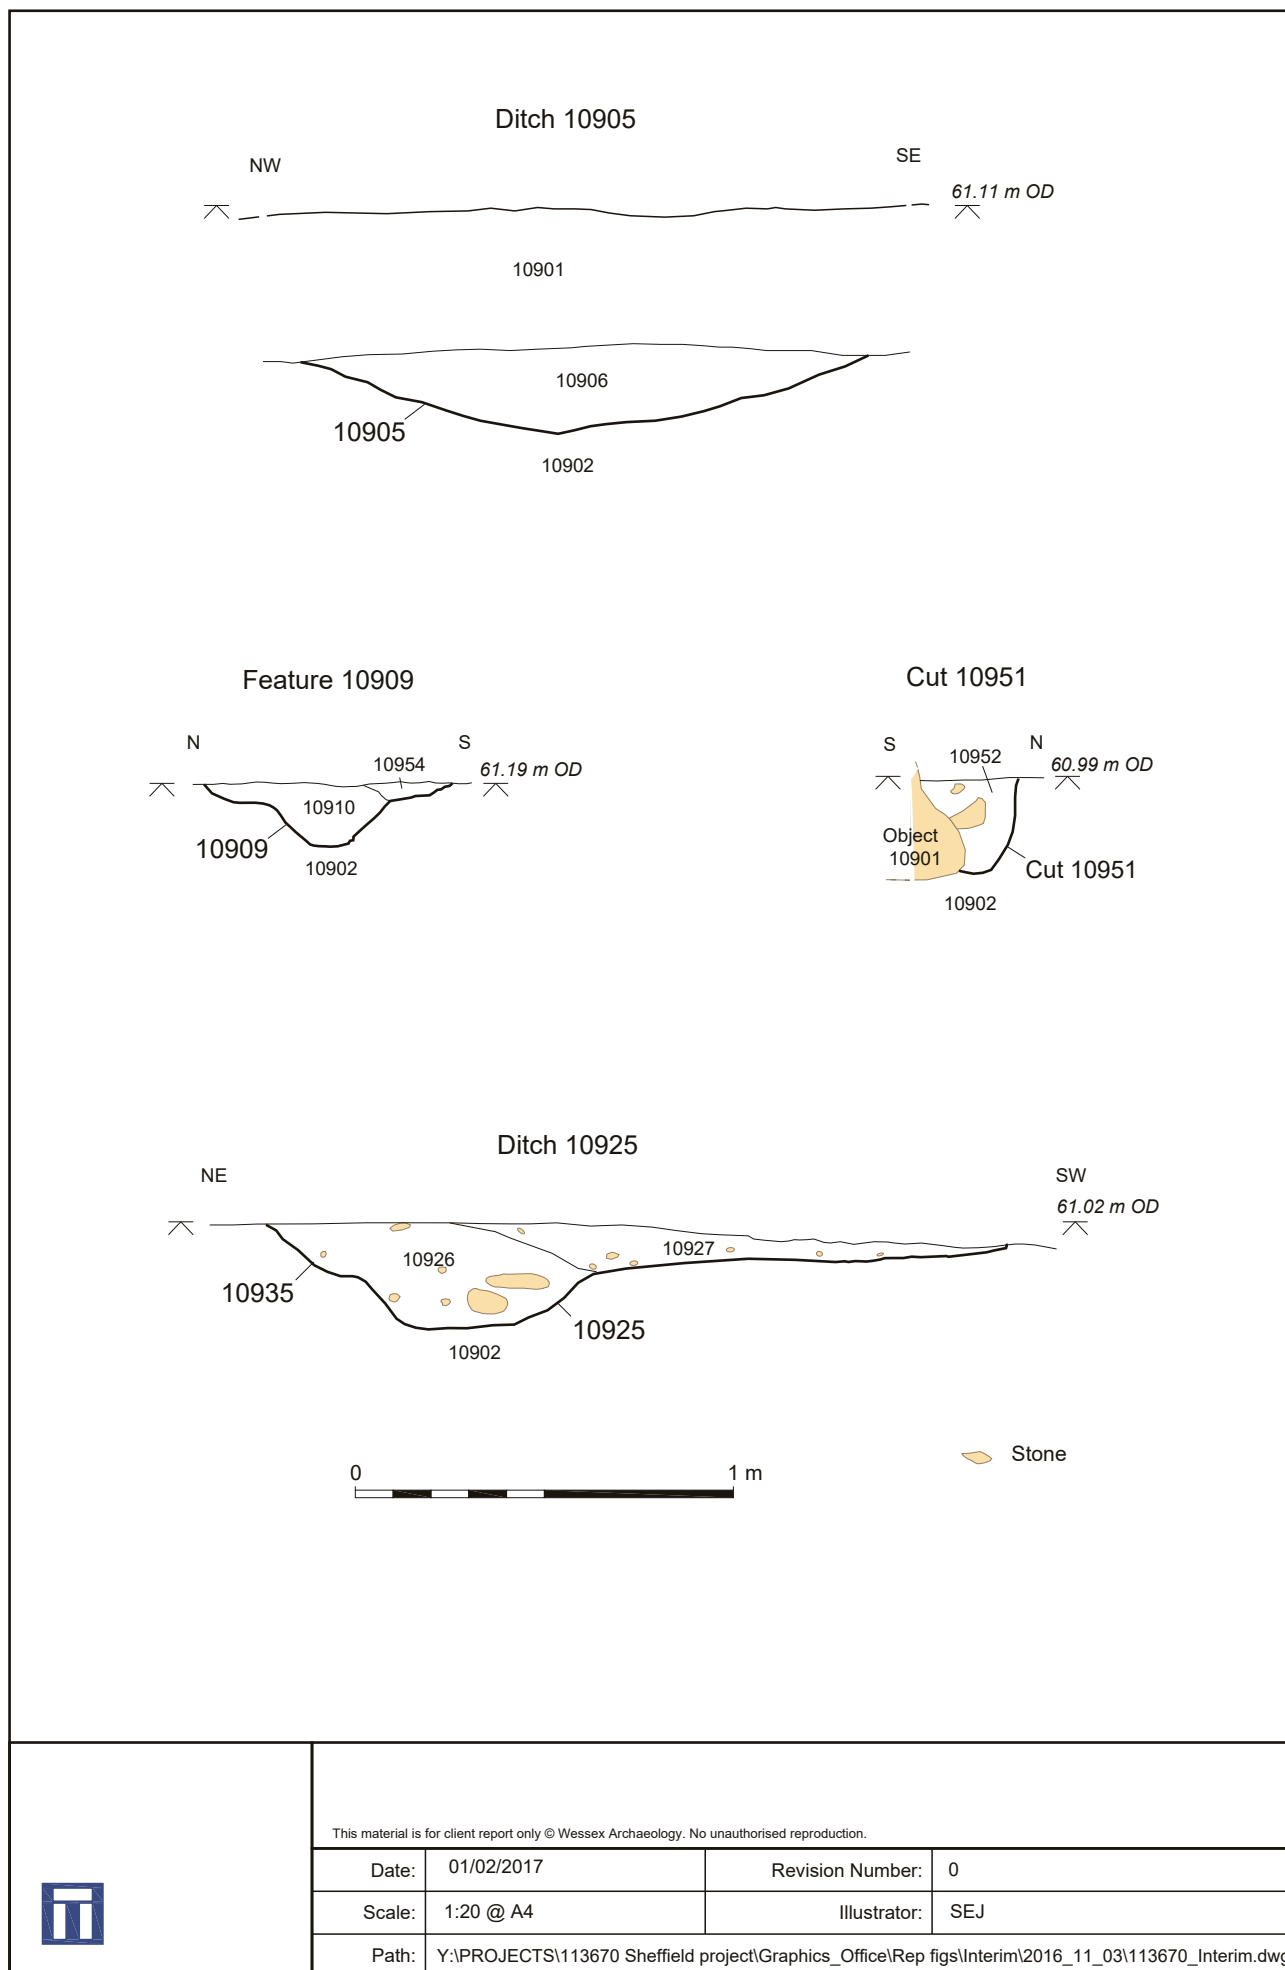 Ditch 10905
NW
SE
61.11 m OD
10901
10906
10905
10902
Feature 10909
N
S
10954
61.19 m OD
10910
10909
10902
Cut 10951
S
10952
N
60.99 m OD
Object
10901
Cut 10951
10902
Ditch 10925
NE
SW
61.02 m OD
10926
10927
10935
10925
10902
Stone
0
1 m
This material is for client report only © Wessex Archaeology. No unauthorised reproduction.
Date: 01/02/2017 Revision Number: 0
Scale: 1:20 @ A4 Illustrator: SEJ
Path: Y:\PROJECTS\113670 Sheffield project\Graphics_Office\Rep figs\Interim\2016_11_03\113670_Interim.dwg